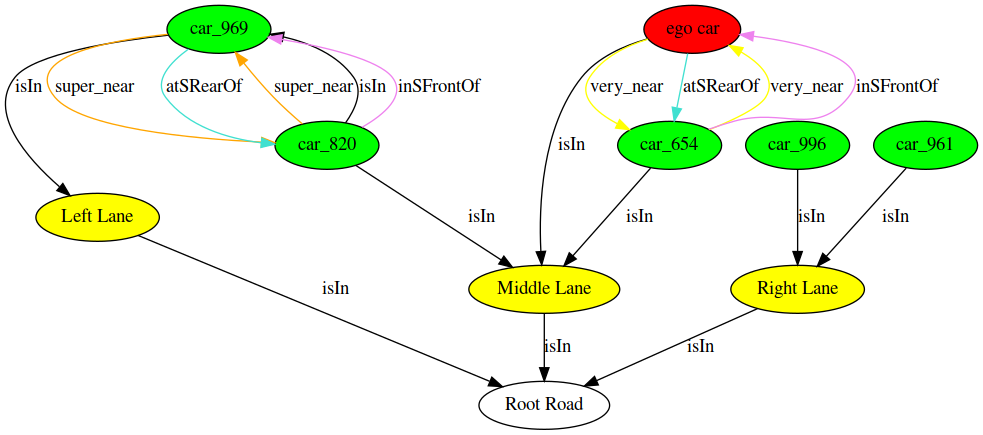 car_969
ego car
isIn
super_near
atSRearOf
super_near
isIn
inSFrontOf
very_near
atSRearOf
very_near
inSFrontOf
isIn
car_820
car_654
car_996
car_961
Left Lane
isIn
isIn
isIn
isIn
isIn
Middle Lane
Right Lane
isIn
isIn
Root Road